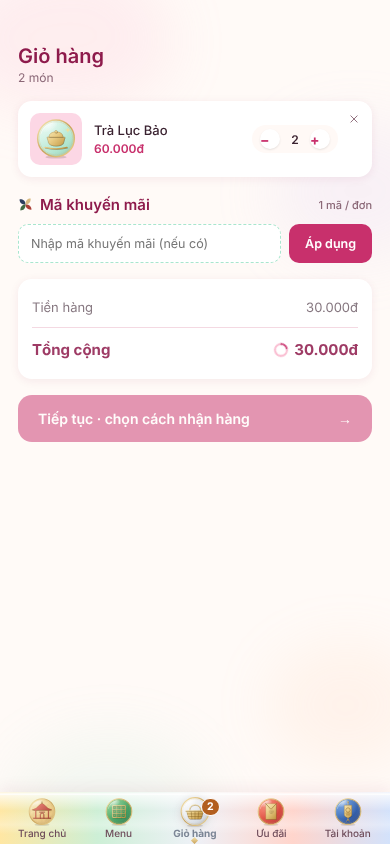 Giỏ hàng
2 món
Trà Lục Bảo
60.000đ
− 2 +
Mã khuyến mãi
1 mã / đơn
Nhập mã khuyến mãi (nếu có)
Áp dụng
Tiền hàng 30.000đ
Tổng cộng 30.000đ
Tiếp tục · chọn cách nhận hàng →
2
Trang chủ Menu Giỏ hàng Ưu đãi Tài khoản